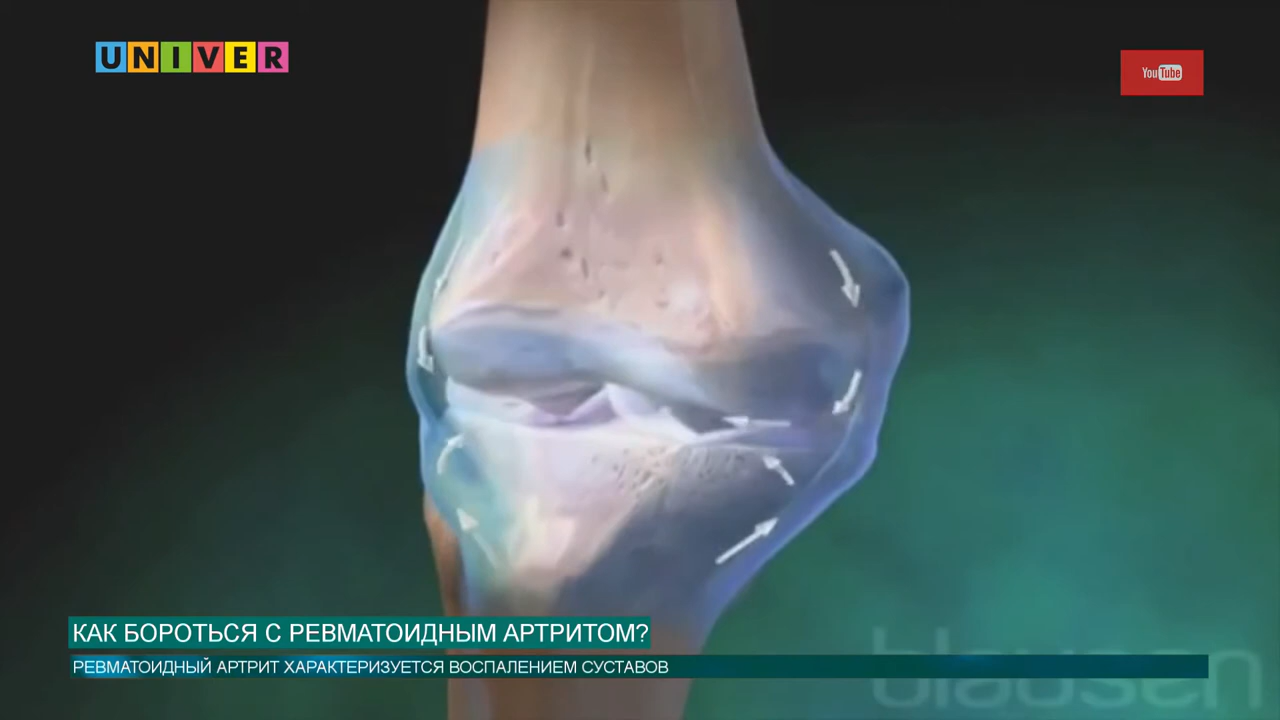 UNIVER
YouTube
КАК БОРОТЬСЯ С РЕВМАТОИДНЫМ АРТРИТОМ?
РЕВМАТОИДНЫЙ АРТРИТ ХАРАКТЕРИЗУЕТСЯ ВОСПАЛЕНИЕМ СУСТАВОВ
blausen